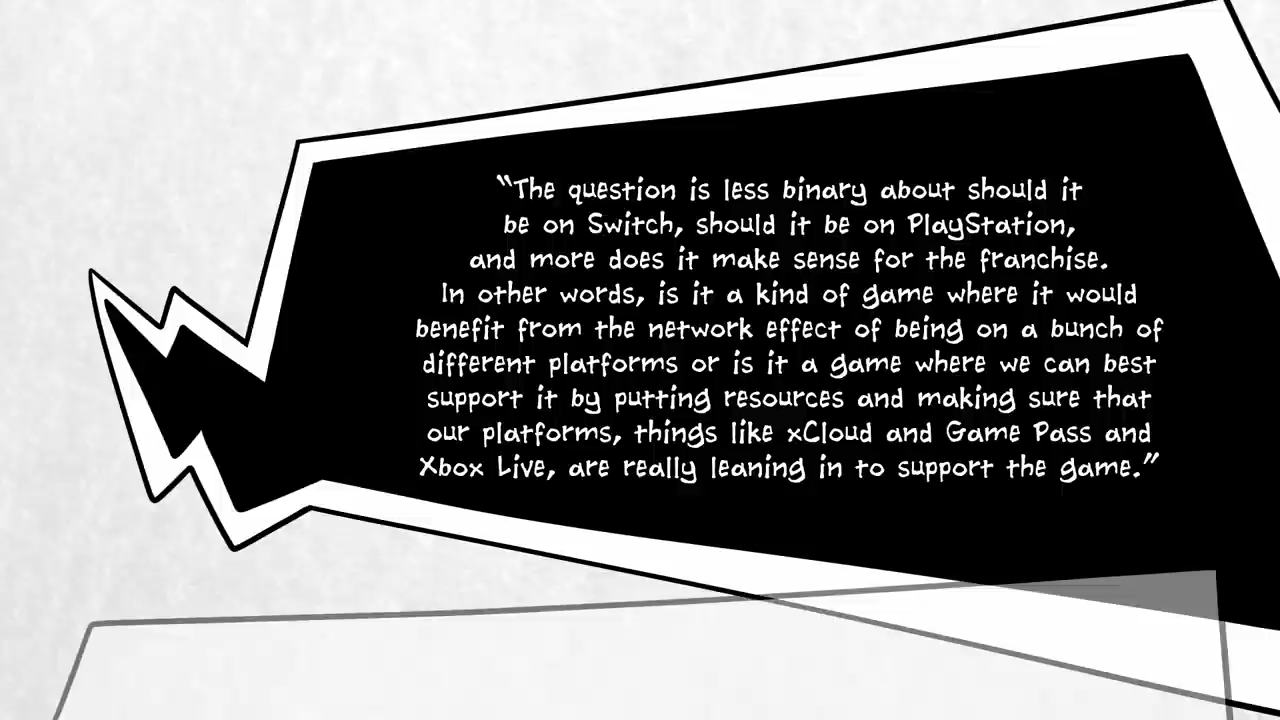 “The question is less binary about should it
be on Switch, should it be on PlayStation,
and more does it make sense for the franchise.
In other words, is it a kind of game where it would
benefit from the network effect of being on a bunch of
different platforms or is it a game where we can best
support it by putting resources and making sure that
our platforms, things like xCloud and Game Pass and
Xbox Live, are really leaning in to support the game.”